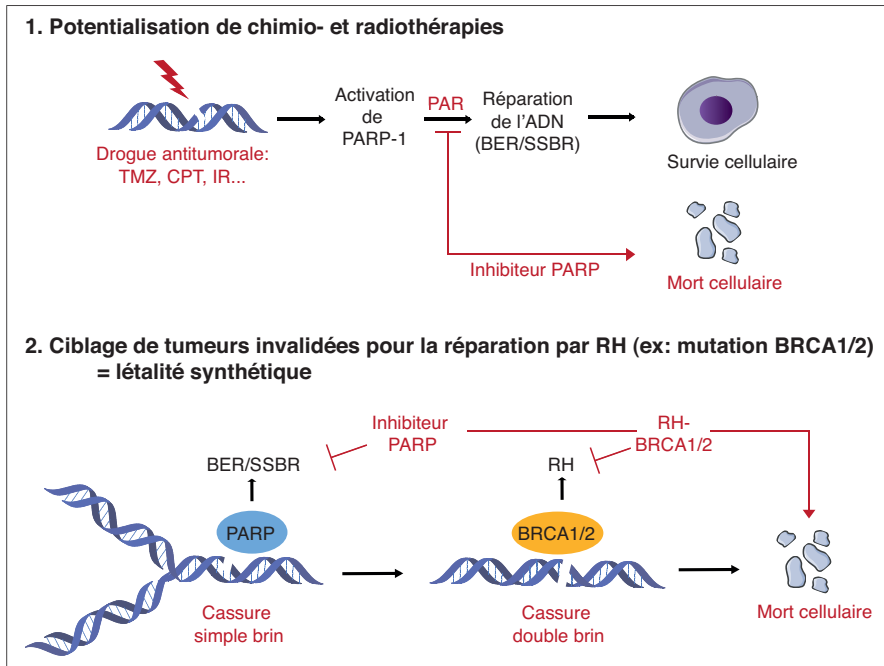 1. Potentialisation de chimio- et radiothérapies
Activation
de
PARP-1
PAR
Réparation
de l'ADN
(BER/SSBR)
Drogue antitumorale:
TMZ, CPT, IR...
Survie cellulaire
Inhibiteur PARP
Mort cellulaire
2. Ciblage de tumeurs invalidées pour la réparation par RH (ex: mutation BRCA1/2)
= létalité synthétique
Inhibiteur
PARP
RH-
BRCA1/2
BER/SSBR
RH
PARP
BRCA1/2
Cassure
simple brin
Cassure
double brin
Mort cellulaire